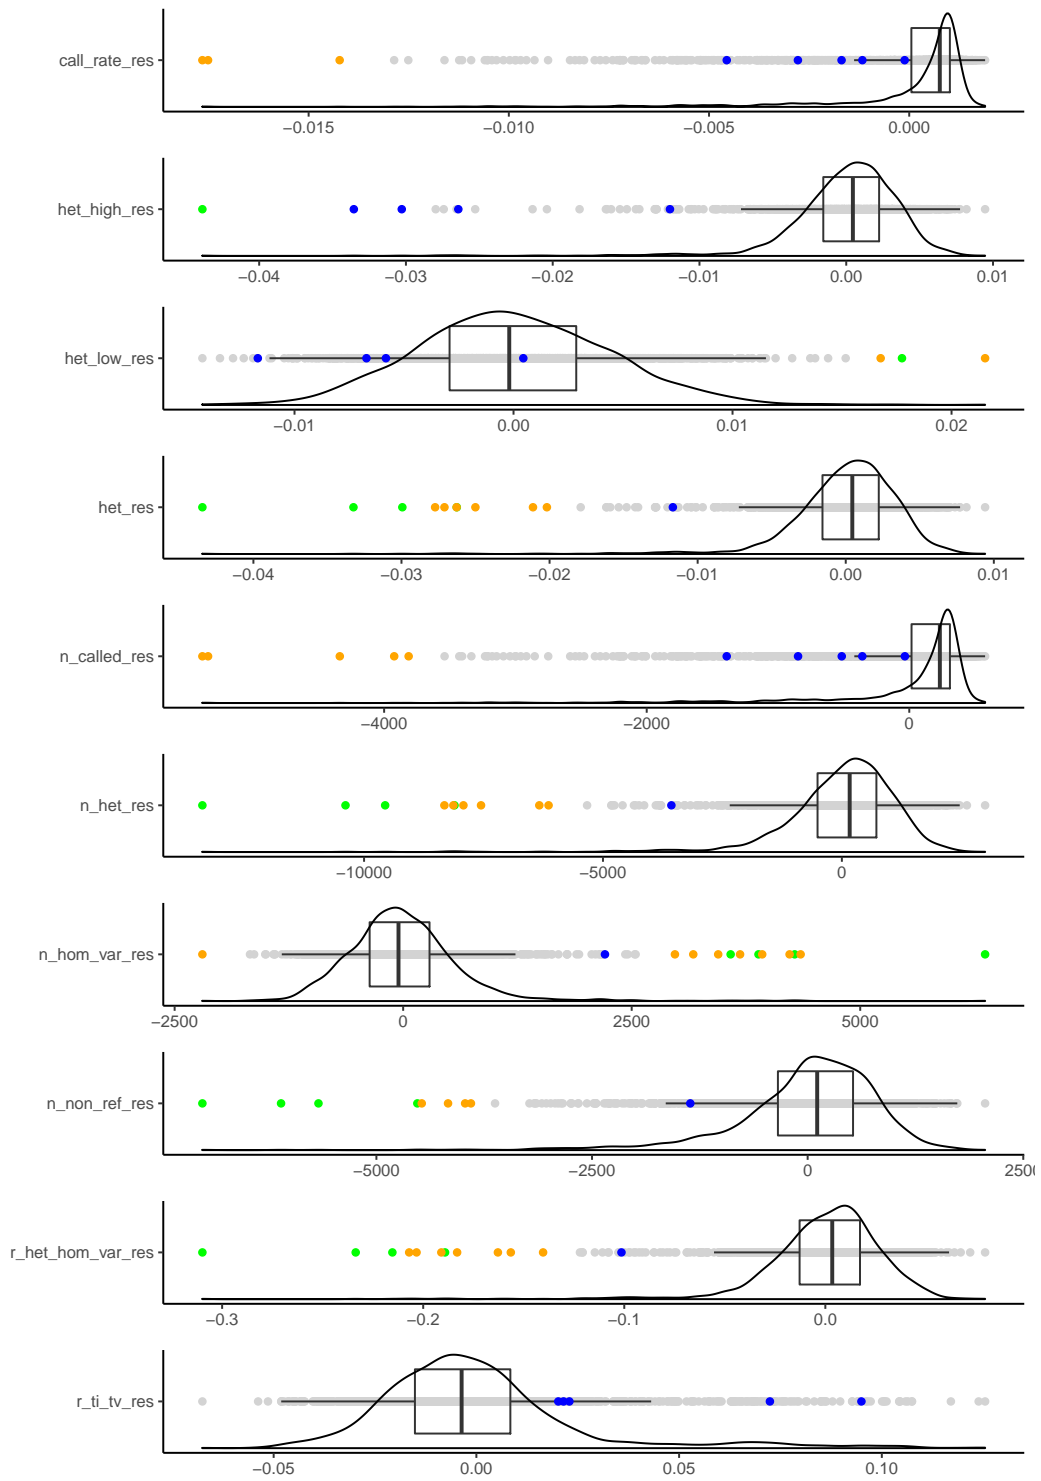 call_rate_res
−0.015 −0.010 −0.005 0.000
het_high_res
−0.04 −0.03 −0.02 −0.01 0.00 0.01
het_low_res
−0.01 0.00 0.01 0.02
het_res
−0.04 −0.03 −0.02 −0.01 0.00 0.01
n_called_res
−4000 −2000 0
n_het_res
−10000 −5000 0
n_hom_var_res
−2500 0 2500 5000
n_non_ref_res
−5000 −2500 0 250
r_het_hom_var_res
−0.3 −0.2 −0.1 0.0
r_ti_tv_res
−0.05 0.00 0.05 0.10